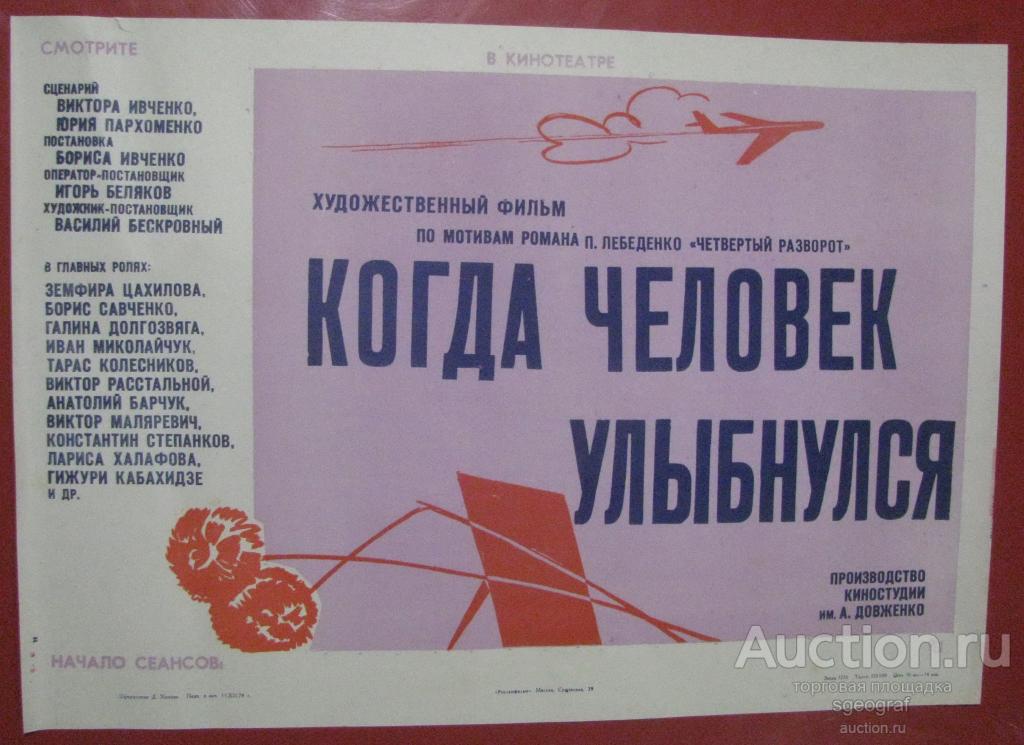 СМОТРИТЕ
В КИНОТЕАТРЕ
СЦЕНАРИЙ
ВИКТОРА ИВЧЕНКО,
ЮРИЯ ПАРХОМЕНКО
ПОСТАНОВКА
БОРИСА ИВЧЕНКО
ОПЕРАТОР-ПОСТАНОВЩИК
ИГОРЬ БЕЛЯКОВ
ХУДОЖНИК-ПОСТАНОВЩИК
ВАСИЛИЙ БЕСКРОВНЫЙ
В ГЛАВНЫХ РОЛЯХ:
ЗЕМФИРА ЦАХИЛОВА,
БОРИС САВЧЕНКО,
ГАЛИНА ДОЛГОЗВЯГА,
ИВАН МИКОЛАЙЧУК,
ТАРАС КОЛЕСНИКОВ,
ВИКТОР РАССТАЛЬНОЙ,
АНАТОЛИЙ БАРЧУК,
ВИКТОР МАЛЯРЕВИЧ,
КОНСТАНТИН СТЕПАНКОВ,
ЛАРИСА ХАЛАФОВА,
ГИЖУРИ КАБАХИДЗЕ
И ДР.
ХУДОЖЕСТВЕННЫЙ ФИЛЬМ
ПО МОТИВАМ РОМАНА П. ЛЕБЕДЕНКО «ЧЕТВЕРТЫЙ РАЗВОРОТ»
КОГДА ЧЕЛОВЕК
УЛЫБНУЛСЯ
ПРОИЗВОДСТВО
КИНОСТУДИИ
ИМ. А. ДОВЖЕНКО
НАЧАЛО СЕАНСОВ:
Москва,
Auction.ru
торговая площадка
sgeograf
auction.ru